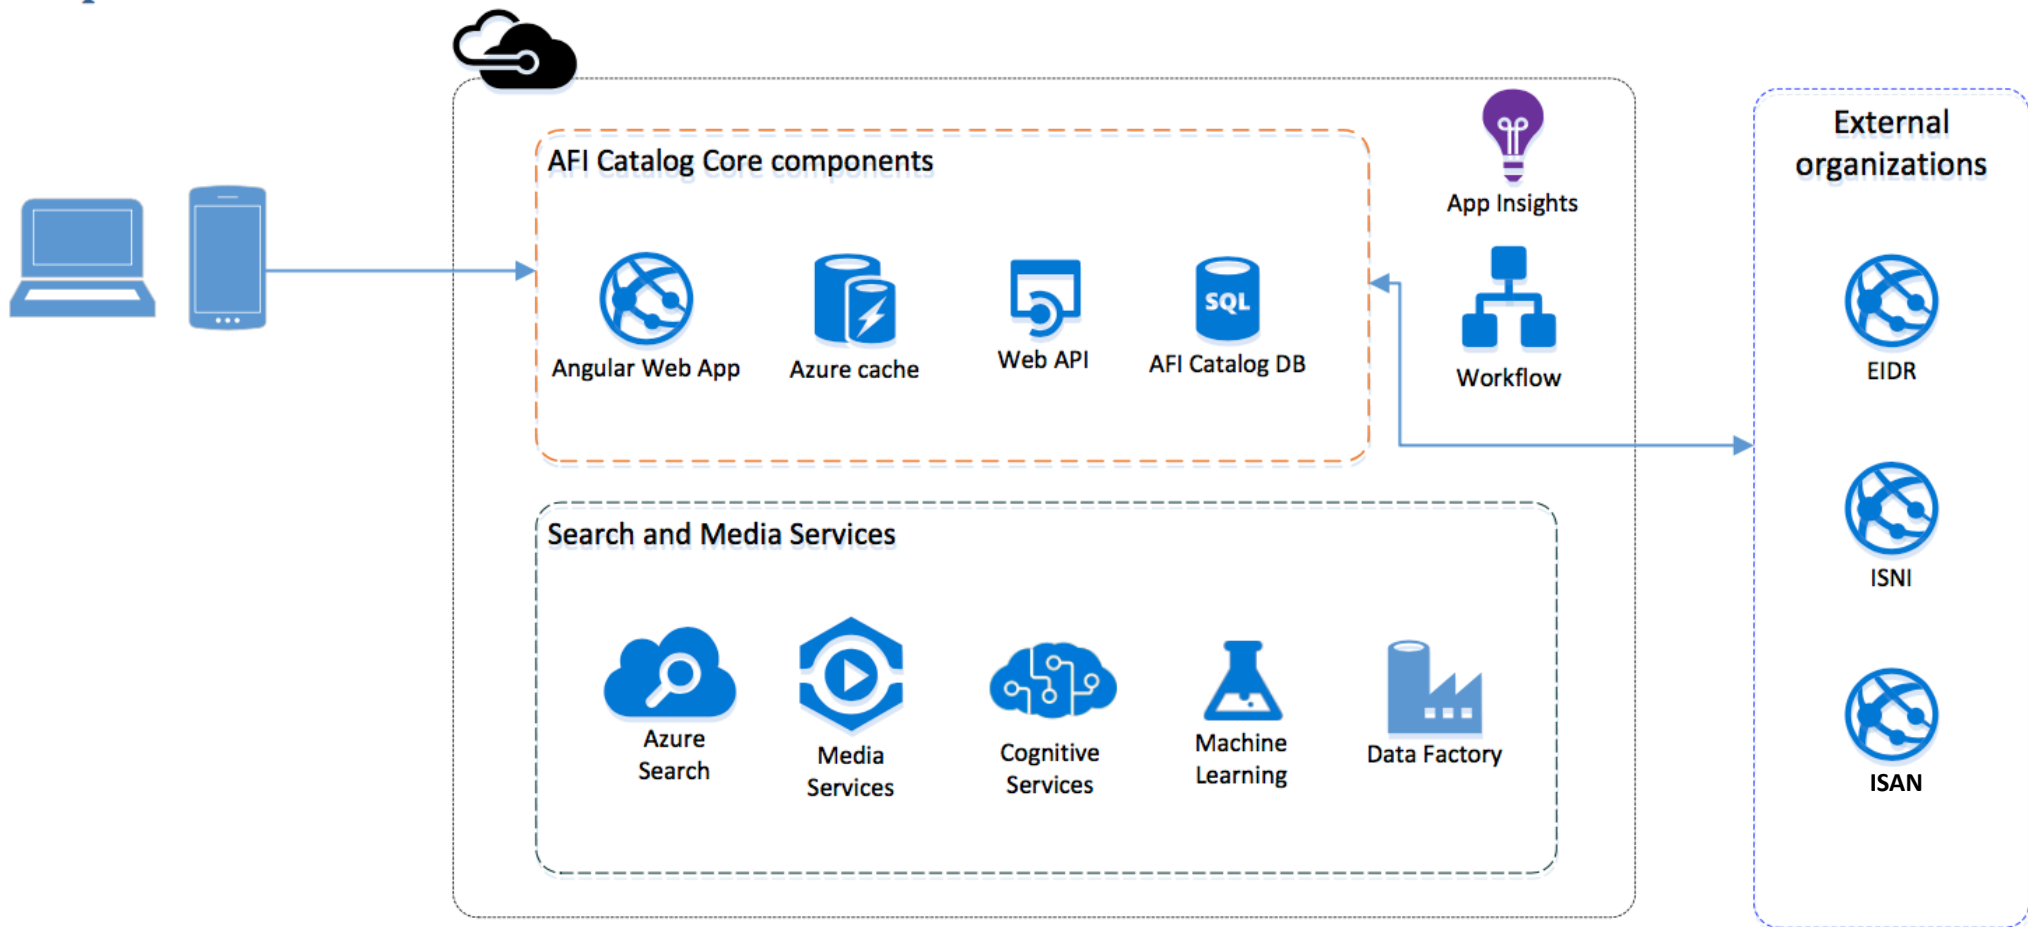 AFI Catalog Core components
Angular Web App
Azure cache
Web API
SQL
AFI Catalog DB
App Insights
Workflow
Search and Media Services
Azure
Search
Media
Services
Cognitive
Services
Machine
Learning
Data Factory
External
organizations
EIDR
ISNI
ISAN